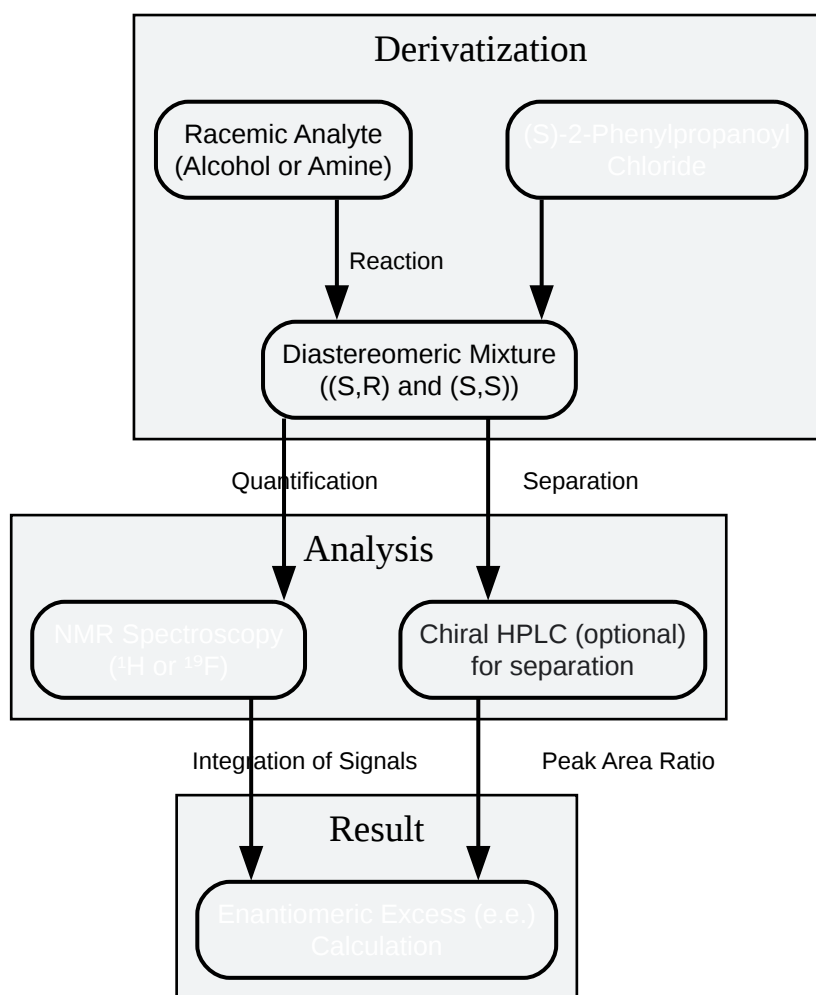 Derivatization
Racemic Analyte
(Alcohol or Amine)
(S)-2-Phenylpropanoyl
Chloride
Reaction
Diastereomeric Mixture
((S,R) and (S,S))
Quantification
Separation
Analysis
NMR Spectroscopy
(¹H or ¹⁹F)
Chiral HPLC (optional)
for separation
Integration of Signals
Peak Area Ratio
Result
Enantiomeric Excess (e.e.)
Calculation